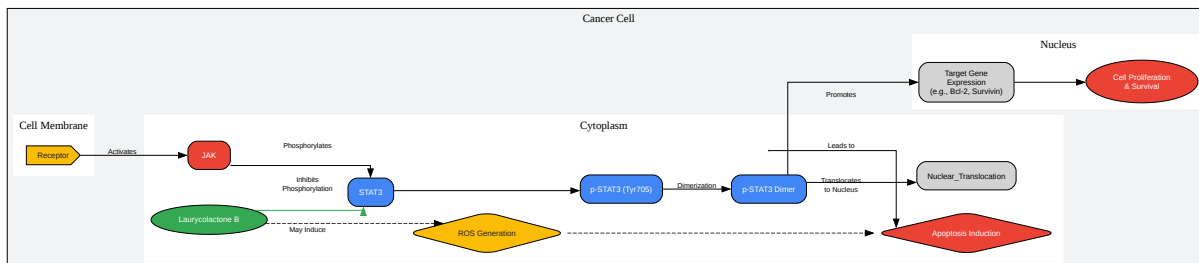 Cancer Cell
Nucleus
Target Gene
Expression
(e.g., Bcl-2, Survivin)
Cell Proliferation
& Survival
Promotes
Cell Membrane
Cytoplasm
Receptor
Activates
JAK
Phosphorylates
Leads to
Inhibits
Phosphorylation
STAT3
p-STAT3 (Tyr705)
Dimerization
p-STAT3 Dimer
Translocates
to Nucleus
Nuclear_Translocation
Laurycolactone B
May Induce
ROS Generation
Apoptosis Induction